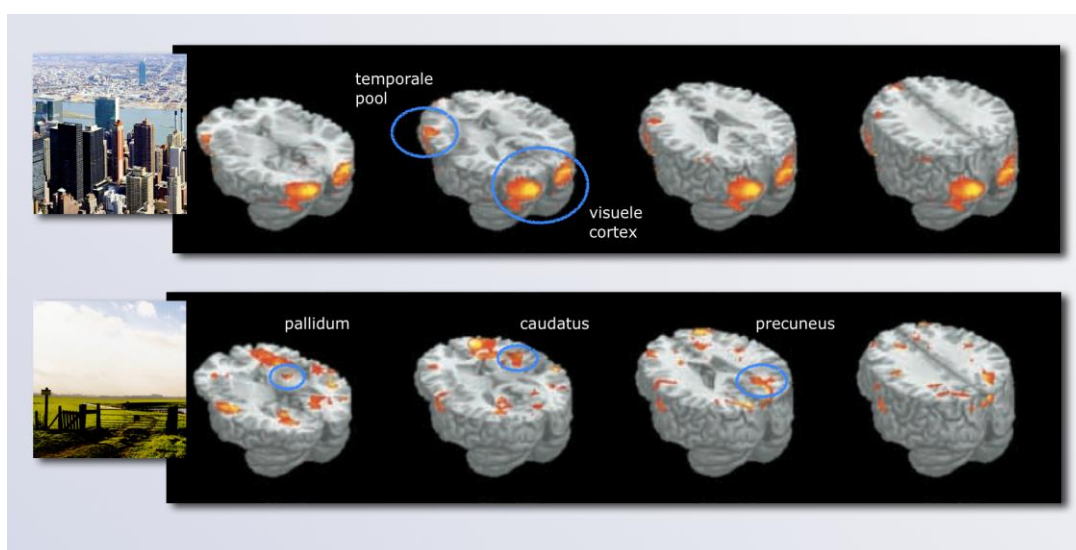 temporale
pool
visuele
cortex
pallidum
caudatus
precuneus